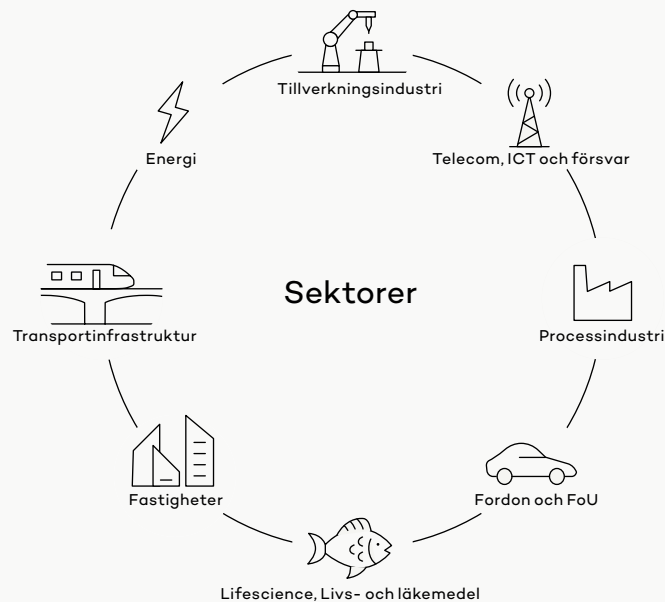 Tillverkningsindustri
Energi
Telecom, ICT och försvar
Sektorer
Transportinfrastruktur
Processindustri
Fastigheter
Fordon och FoU
Lifescience, Livs- och läkemedel